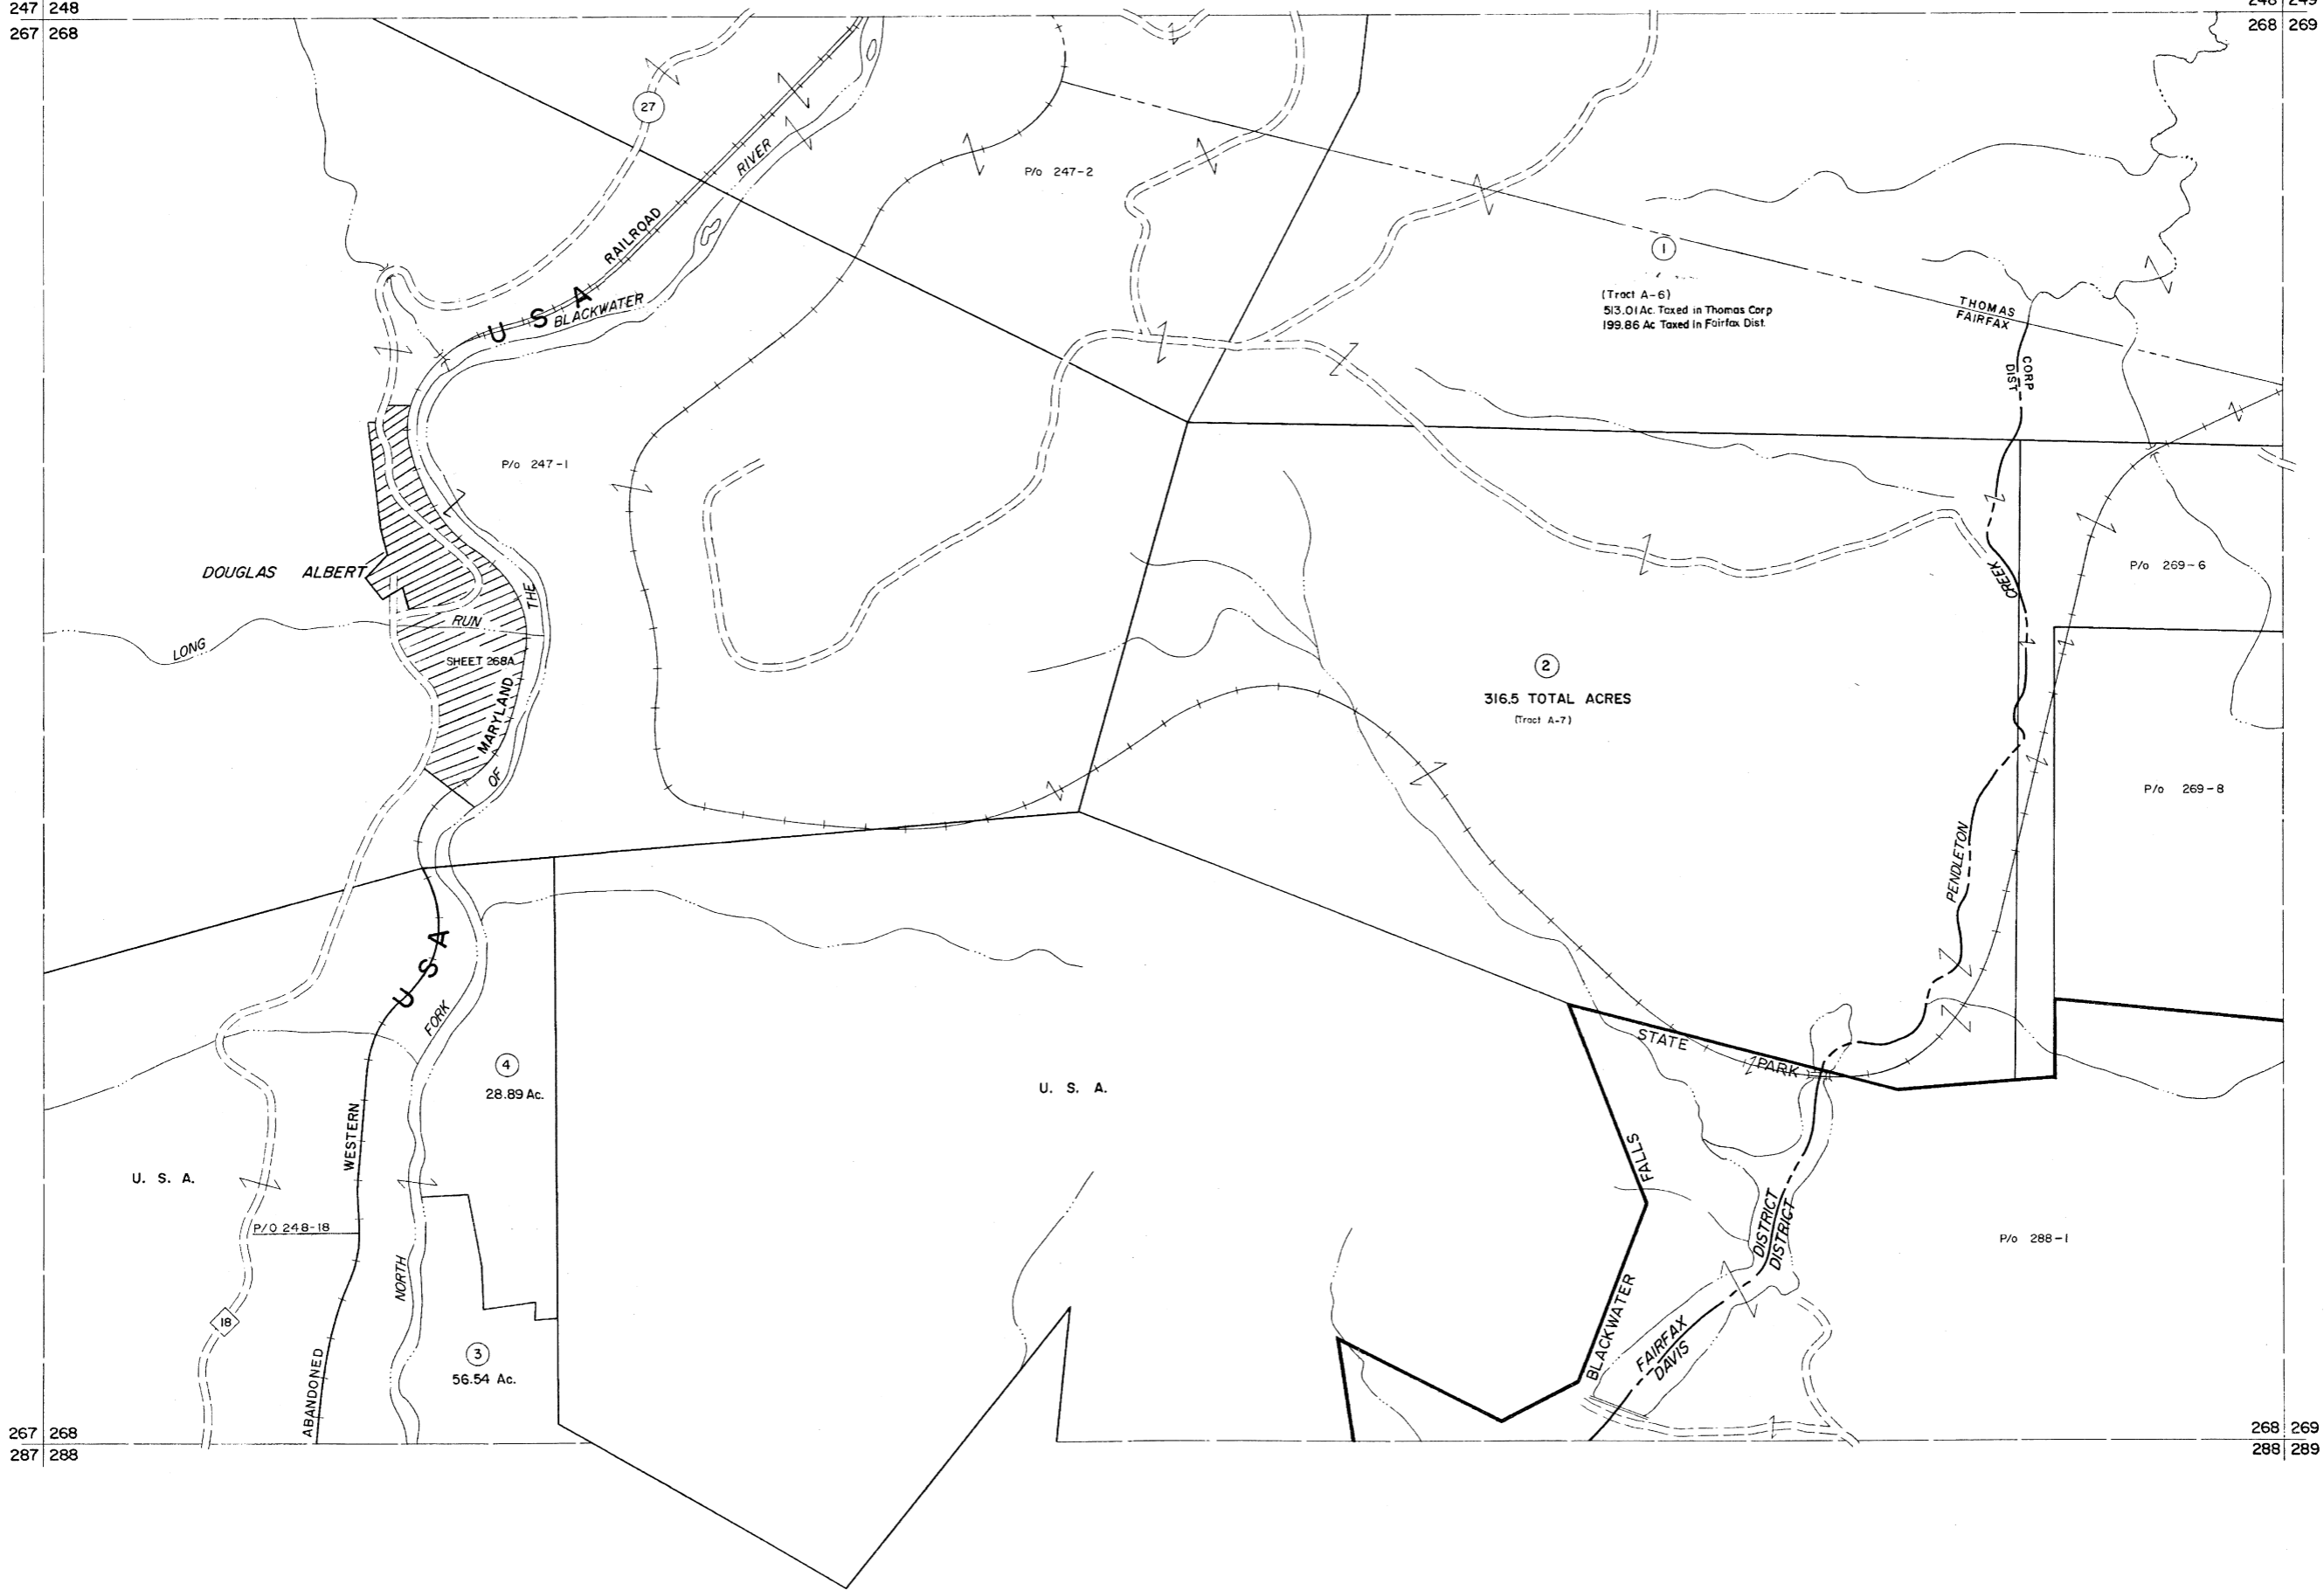 247 248
248 249
267 268
268 269
27
RIVER
P/o 247-2
RAILROAD
U S A
BLACKWATER
1
(Tract A-6)
513.01 Ac. Taxed in Thomas Corp
199.86 Ac Taxed in Fairfax Dist.
THOMAS
FAIRFAX
CORP
DIST
P/o 247-1
DOUGLAS ALBERT
THE
CREEK
P/o 269-6
LONG
RUN
SHEET 268A
MARYLAND
OF
2
316.5 TOTAL ACRES
(Tract A-7)
P/o 269-8
PENDLETON
U S A
FORK
STATE
PARK
4
28.89 Ac.
U. S. A.
WESTERN
FALLS
U. S. A.
P/O 248-18
DISTRICT
DISTRICT
P/o 288-1
NORTH
18
BLACKWATER
3
56.54 Ac.
FAIRFAX
DAVIS
ABANDONED
267 268
268 269
287 288
288 289